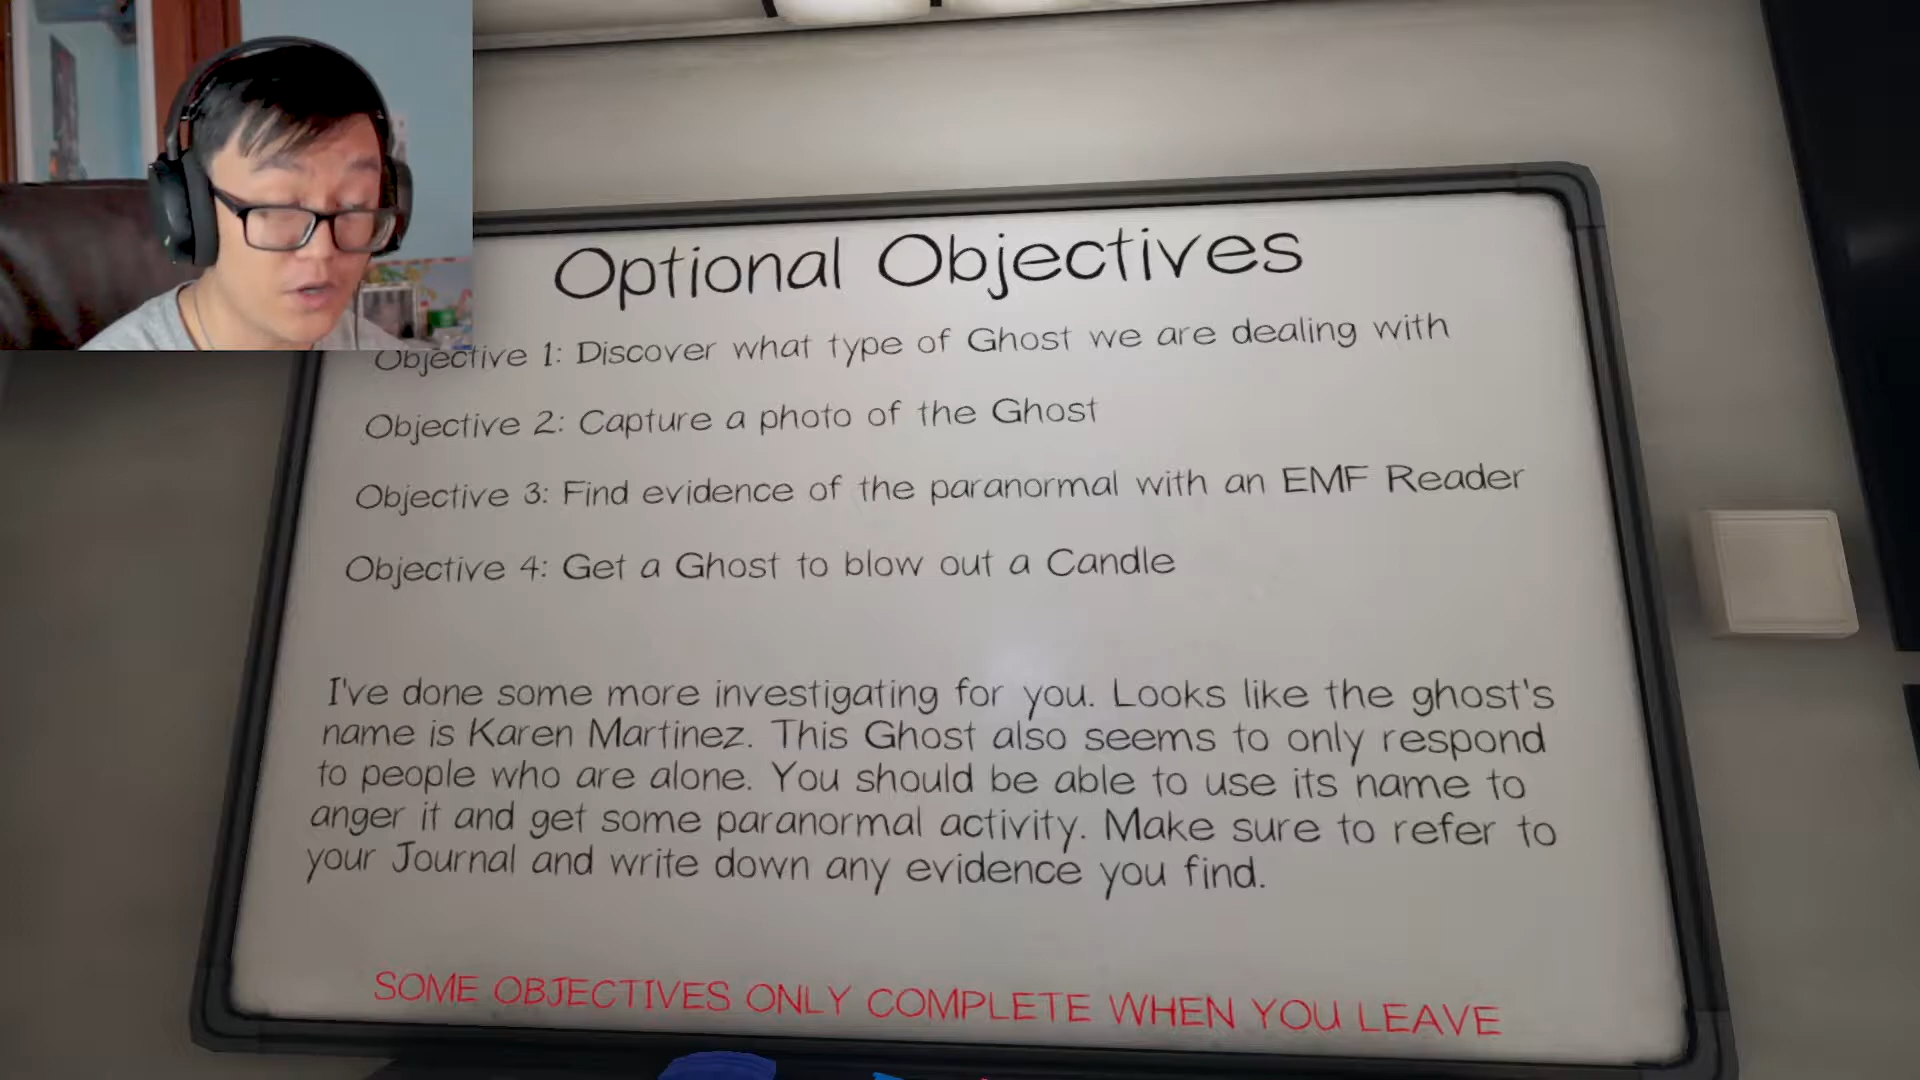 Optional Objectives
Objective 1: Discover what type of Ghost we are dealing with
Objective 2: Capture a photo of the Ghost
Objective 3: Find evidence of the paranormal with an EMF Reader
Objective 4: Get a Ghost to blow out a Candle
I've done some more investigating for you. Looks like the ghost's
name is Karen Martinez. This Ghost also seems to only respond
to people who are alone. You should be able to use its name to
anger it and get some paranormal activity. Make sure to refer to
your Journal and write down any evidence you find.
SOME OBJECTIVES ONLY COMPLETE WHEN YOU LEAVE